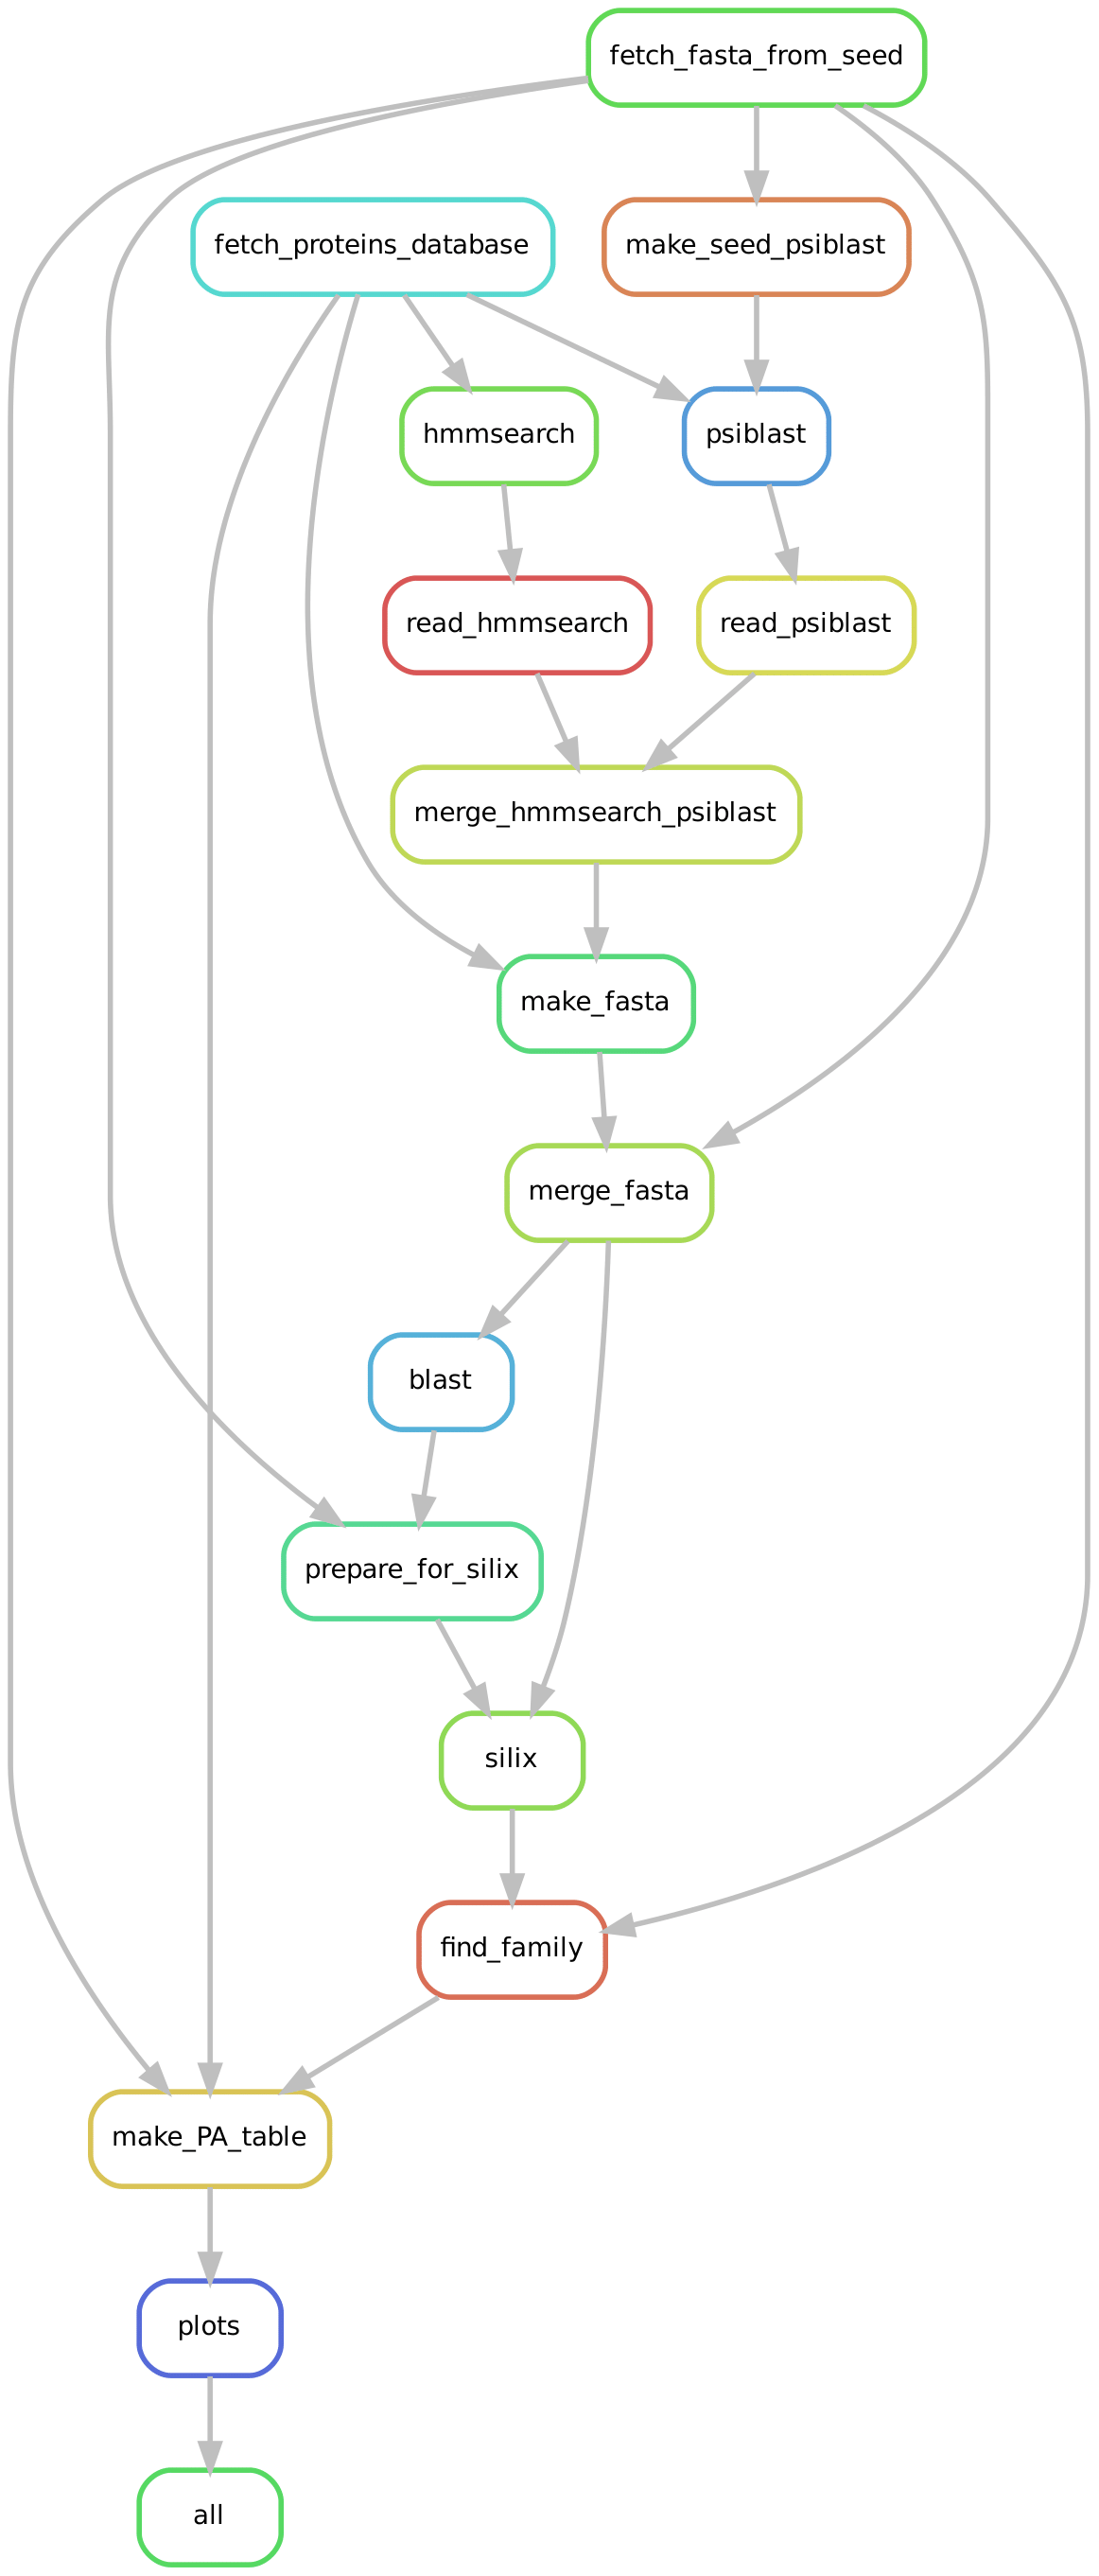 fetch_fasta_from_seed
fetch_proteins_database
make_seed_psiblast
hmmsearch
psiblast
read_hmmsearch
read_psiblast
merge_hmmsearch_psiblast
make_fasta
merge_fasta
blast
prepare_for_silix
silix
find_family
make_PA_table
plots
all